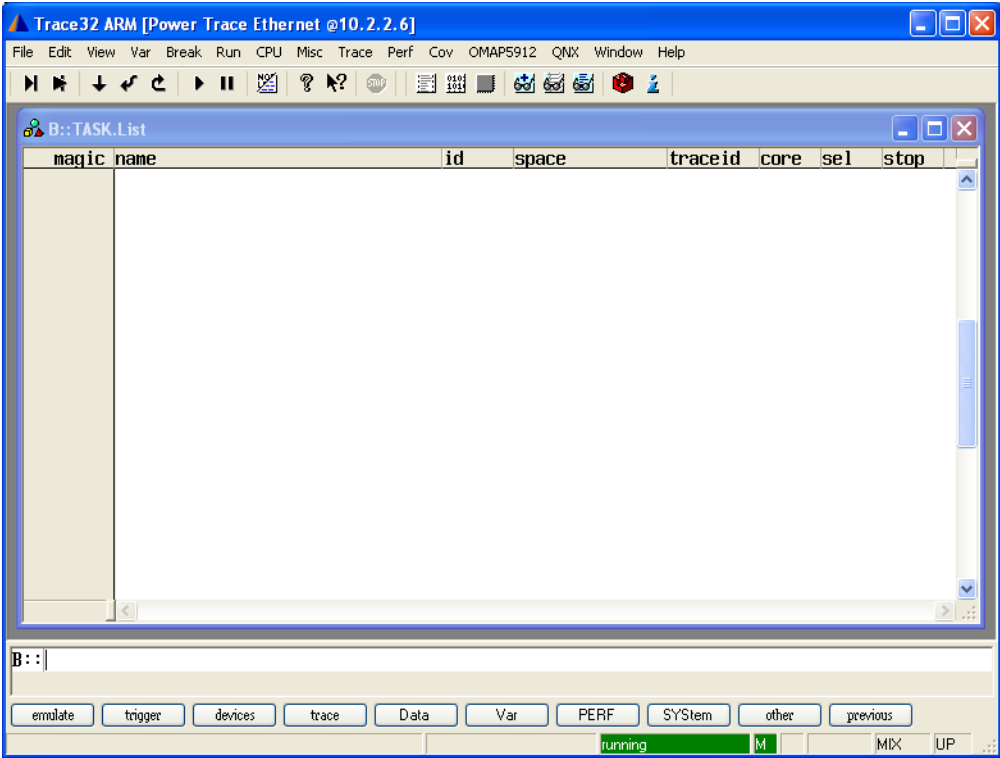 Trace32 ARM [Power Trace Ethernet @10.2.2.6]
File Edit View Var Break Run CPU Misc Trace Perf Cov OMAP5912 QNX Window Help
B::TASK.List
magic name id space traceid core sel stop
B::
emulate trigger devices trace Data Var PERF SYStem other previous
running M MIX UP